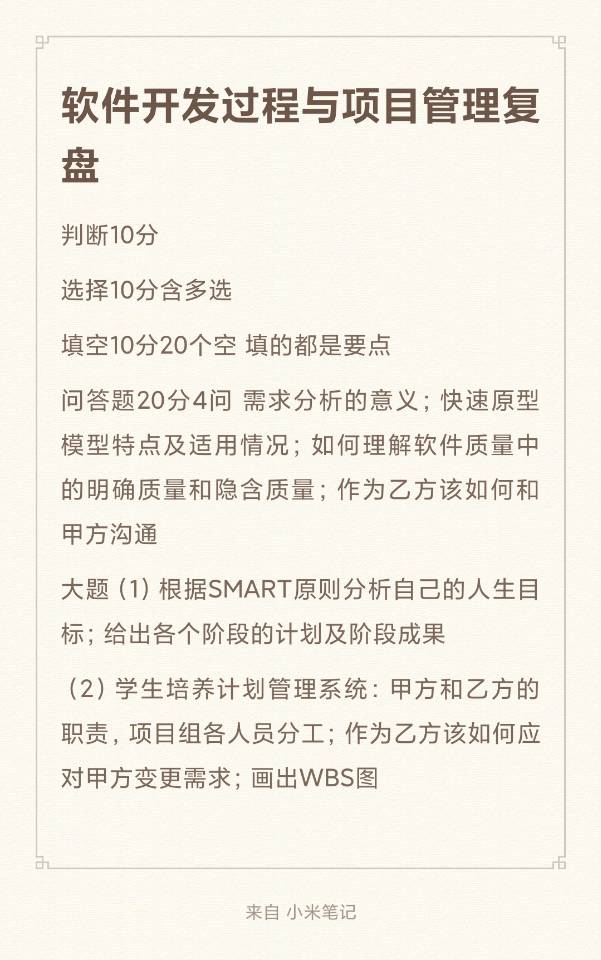 软件开发过程与项目管理复
盘
判断10分
选择10分含多选
填空10分20个空 填的都是要点
问答题20分4问 需求分析的意义；快速原型
模型特点及适用情况；如何理解软件质量中
的明确质量和隐含质量；作为乙方该如何和
甲方沟通
大题（1）根据SMART原则分析自己的人生目
标；给出各个阶段的计划及阶段成果
（2）学生培养计划管理系统：甲方和乙方的
职责，项目组各人员分工；作为乙方该如何应
对甲方变更需求；画出WBS图
来自 小米笔记